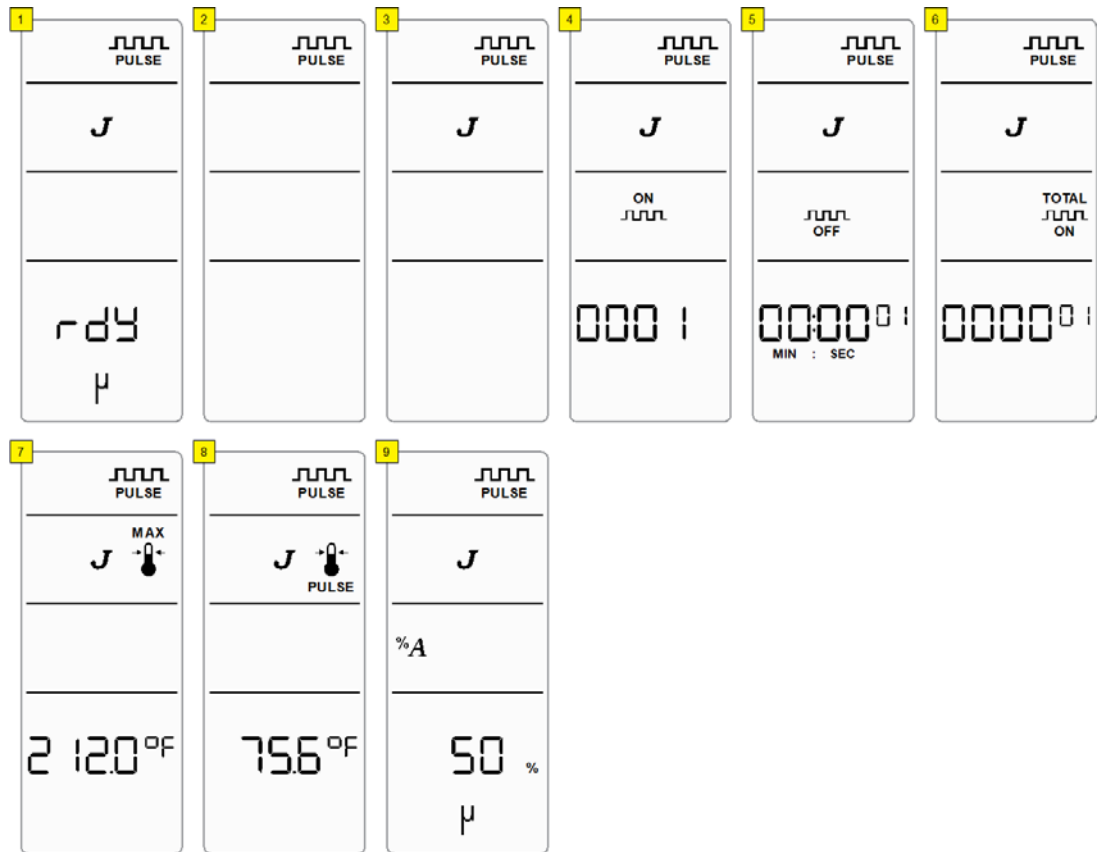 1
PULSE
J
rdy
µ
2
PULSE
3
PULSE
J
4
PULSE
J
ON
0001
5
PULSE
J
OFF
00:00 01
MIN : SEC
6
PULSE
J
TOTAL
ON
0000 01
7
PULSE
MAX
J
212.0 °F
8
PULSE
J
PULSE
75.6 °F
9
PULSE
J
%A
50 %
µ